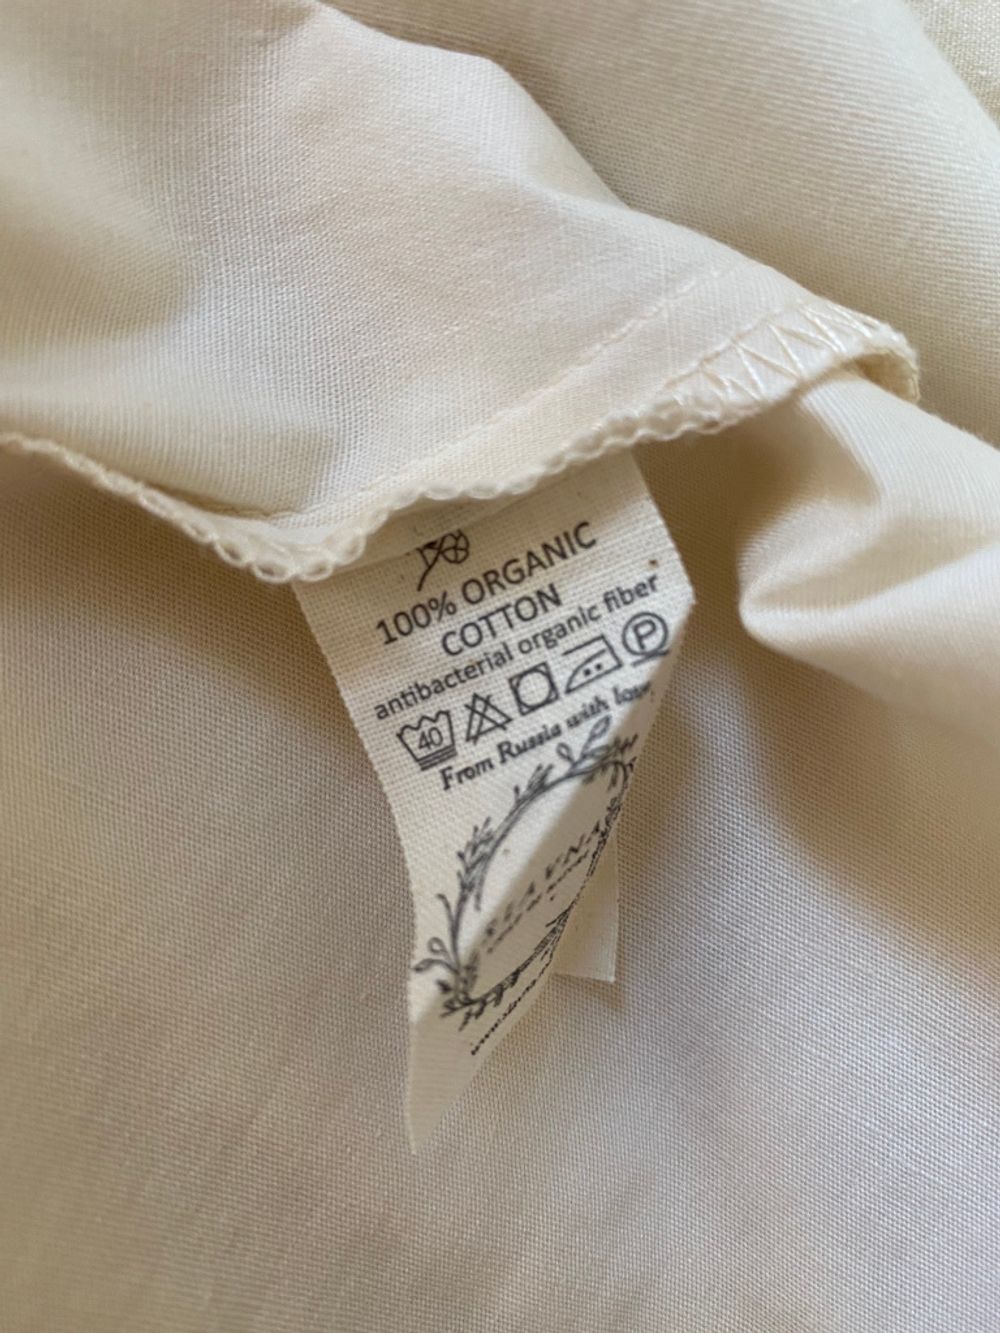 100% ORGANIC
COTTON
antibacterial organic fiber
40
P
From Russia with love